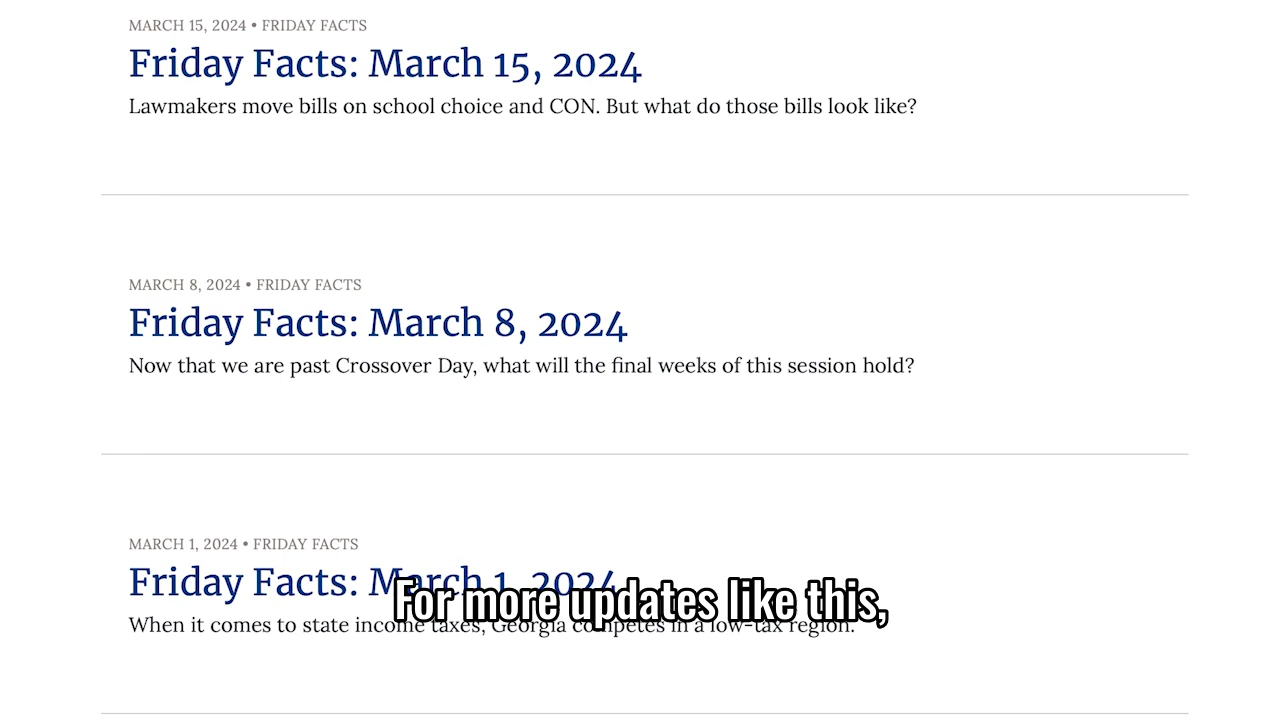 MARCH 15, 2024 • FRIDAY FACTS
Friday Facts: March 15, 2024
Lawmakers move bills on school choice and CON. But what do those bills look like?
MARCH 8, 2024 • FRIDAY FACTS
Friday Facts: March 8, 2024
Now that we are past Crossover Day, what will the final weeks of this session hold?
MARCH 1, 2024 • FRIDAY FACTS
Friday Facts: March 1, 2024
For more updates like this,
When it comes to state income taxes, Georgia competes in a low-tax region.